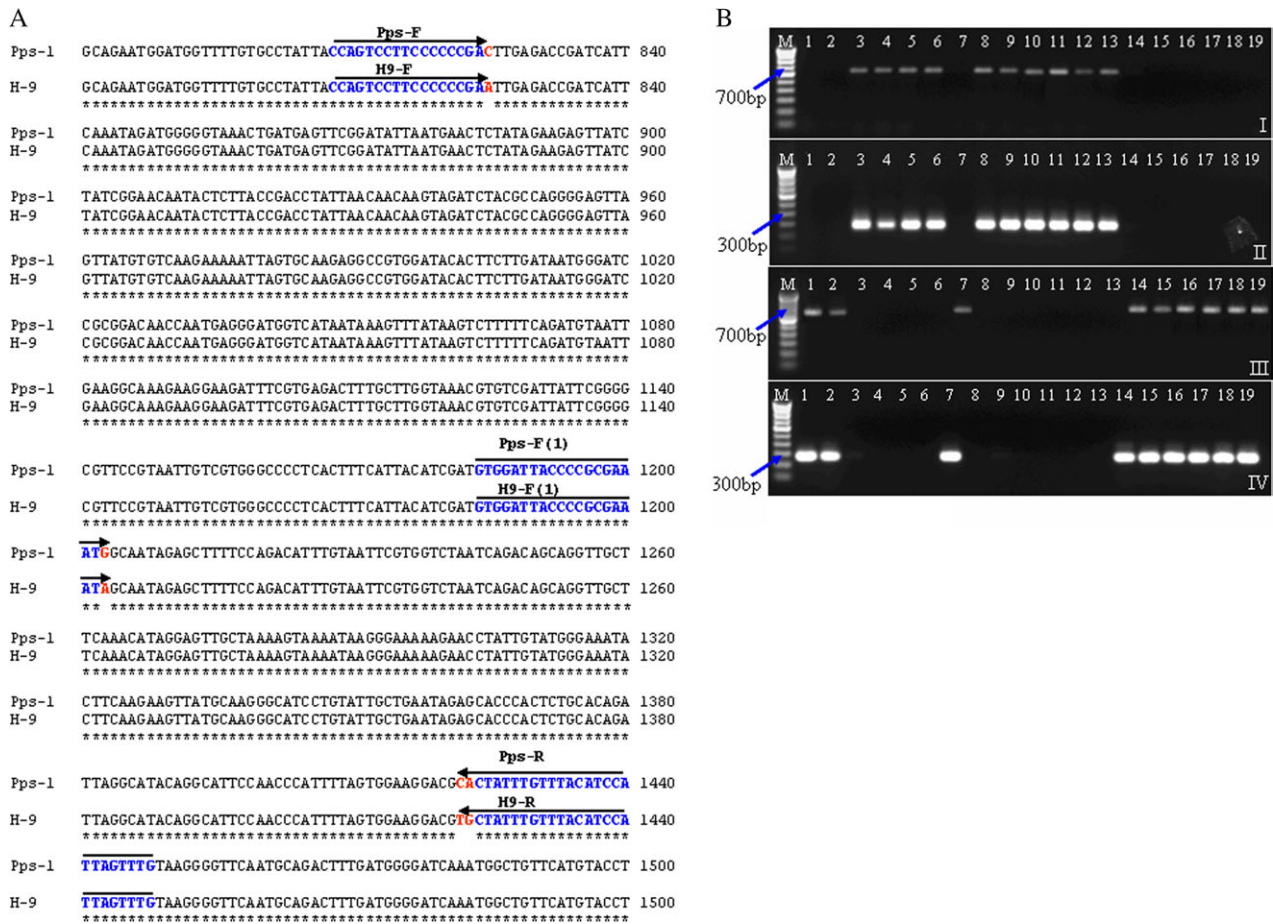 A
Pps-F
Pps-1 GCAGAATGGATGGTTTTGTGCCTATTACCAGTCCTTCCCCCCGACTTGAGACCGATCATT 840
H9-F
H-9 GCAGAATGGATGGTTTTGTGCCTATTACCAGTCCTTCCCCCCGAATTGAGACCGATCATT 840
******************************************** ***************
Pps-1 CAAATAGATGGGGGTAAACTGATGAGTTCGGATATTAATGAACTCTATAGAAGAGTTATC 900
H-9 CAAATAGATGGGGGTAAACTGATGAGTTCGGATATTAATGAACTCTATAGAAGAGTTATC 900
************************************************************
Pps-1 TATCGGAACAATACTCTTACCGACCTATTAACAACAAGTAGATCTACGCCAGGGGAGTTA 960
H-9 TATCGGAACAATACTCTTACCGACCTATTAACAACAAGTAGATCTACGCCAGGGGAGTTA 960
************************************************************
Pps-1 GTTATGTGTCAAGAAAAATTAGTGCAAGAGGCCGTGGATACACTTCTTGATAATGGGATC 1020
H-9 GTTATGTGTCAAGAAAAATTAGTGCAAGAGGCCGTGGATACACTTCTTGATAATGGGATC 1020
************************************************************
Pps-1 CGCGGACAACCAATGAGGGATGGTCATAATAAAGTTTATAAGTCTTTTTCAGATGTAATT 1080
H-9 CGCGGACAACCAATGAGGGATGGTCATAATAAAGTTTATAAGTCTTTTTCAGATGTAATT 1080
************************************************************
Pps-1 GAAGGCAAAGAAGGAAGATTTCGTGAGACTTTGCTTGGTAAACGTGTCGATTATTCGGGG 1140
H-9 GAAGGCAAAGAAGGAAGATTTCGTGAGACTTTGCTTGGTAAACGTGTCGATTATTCGGGG 1140
************************************************************
Pps-F(1)
Pps-1 CGTTCCGTAATTGTCGTGGGCCCCTCACTTTCATTACATCGATGTGGATTACCCCGCGAA 1200
H9-F(1)
H-9 CGTTCCGTAATTGTCGTGGGCCCCTCACTTTCATTACATCGATGTGGATTACCCCGCGAA 1200
************************************************************
Pps-1 ATGGCAATAGAGCTTTTCCAGACATTTGTAATTCGTGGTCTAATCAGACAGCAGGTTGCT 1260
H-9 ATAGCAATAGAGCTTTTCCAGACATTTGTAATTCGTGGTCTAATCAGACAGCAGGTTGCT 1260
** *********************************************************
Pps-1 TCAAACATAGGAGTTGCTAAAAGTAAAATAAGGGAAAAAGAACCTATTGTATGGGAAATA 1320
H-9 TCAAACATAGGAGTTGCTAAAAGTAAAATAAGGGAAAAAGAACCTATTGTATGGGAAATA 1320
************************************************************
Pps-1 CTTCAAGAAGTTATGCAAGGGCATCCTGTATTGCTGAATAGAGCACCCACTCTGCACAGA 1380
H-9 CTTCAAGAAGTTATGCAAGGGCATCCTGTATTGCTGAATAGAGCACCCACTCTGCACAGA 1380
************************************************************
Pps-R
Pps-1 TTAGGCATACAGGCATTCCAACCCATTTTAGTGGAAGGACGCACTATTTGTTTACATCCA 1440
H9-R
H-9 TTAGGCATACAGGCATTCCAACCCATTTTAGTGGAAGGACGTGCTATTTGTTTACATCCA 1440
***************************************** *****************
Pps-1 TTAGTTTGTAAGGGGTTCAATGCAGACTTTGATGGGGATCAAATGGCTGTTCATGTACCT 1500
H-9 TTAGTTTGTAAGGGGTTCAATGCAGACTTTGATGGGGATCAAATGGCTGTTCATGTACCT 1500
************************************************************
B
M 1 2 3 4 5 6 7 8 9 10 11 12 13 14 15 16 17 18 19
700bp
I
M 1 2 3 4 5 6 7 8 9 10 11 12 13 14 15 16 17 18 19
300bp
II
M 1 2 3 4 5 6 7 8 9 10 11 12 13 14 15 16 17 18 19
700bp
III
M 1 2 3 4 5 6 7 8 9 10 11 12 13 14 15 16 17 18 19
300bp
IV